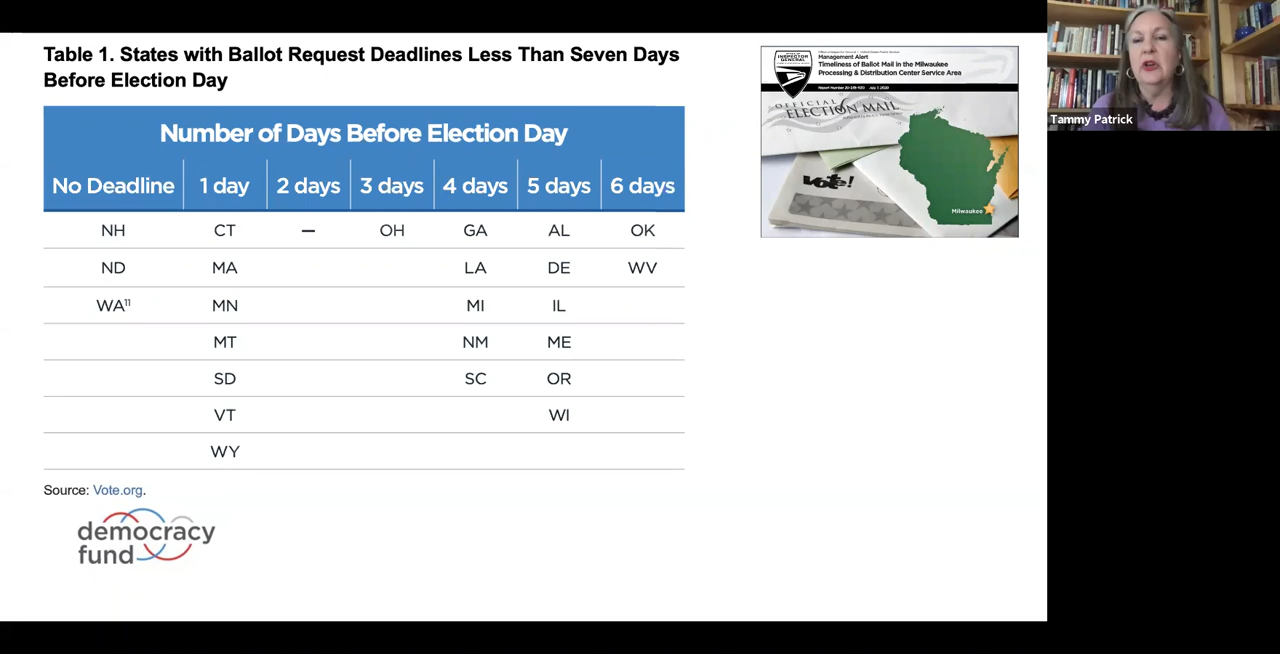 Table 1. States with Ballot Request Deadlines Less Than Seven Days
Before Election Day
Number of Days Before Election Day
No Deadline 1 day 2 days 3 days 4 days 5 days 6 days
NH CT — OH GA AL OK
ND MA LA DE WV
WA¹¹ MN MI IL
MT NM ME
SD SC OR
VT WI
WY
Source: Vote.org.
democracy
fund
INSPECTOR
GENERAL
Management Alert
Timeliness of Ballot Mail in the Milwaukee
Processing & Distribution Center Service Area
OFFICIAL
ELECTION MAIL
vote!
Milwaukee
Tammy Patrick